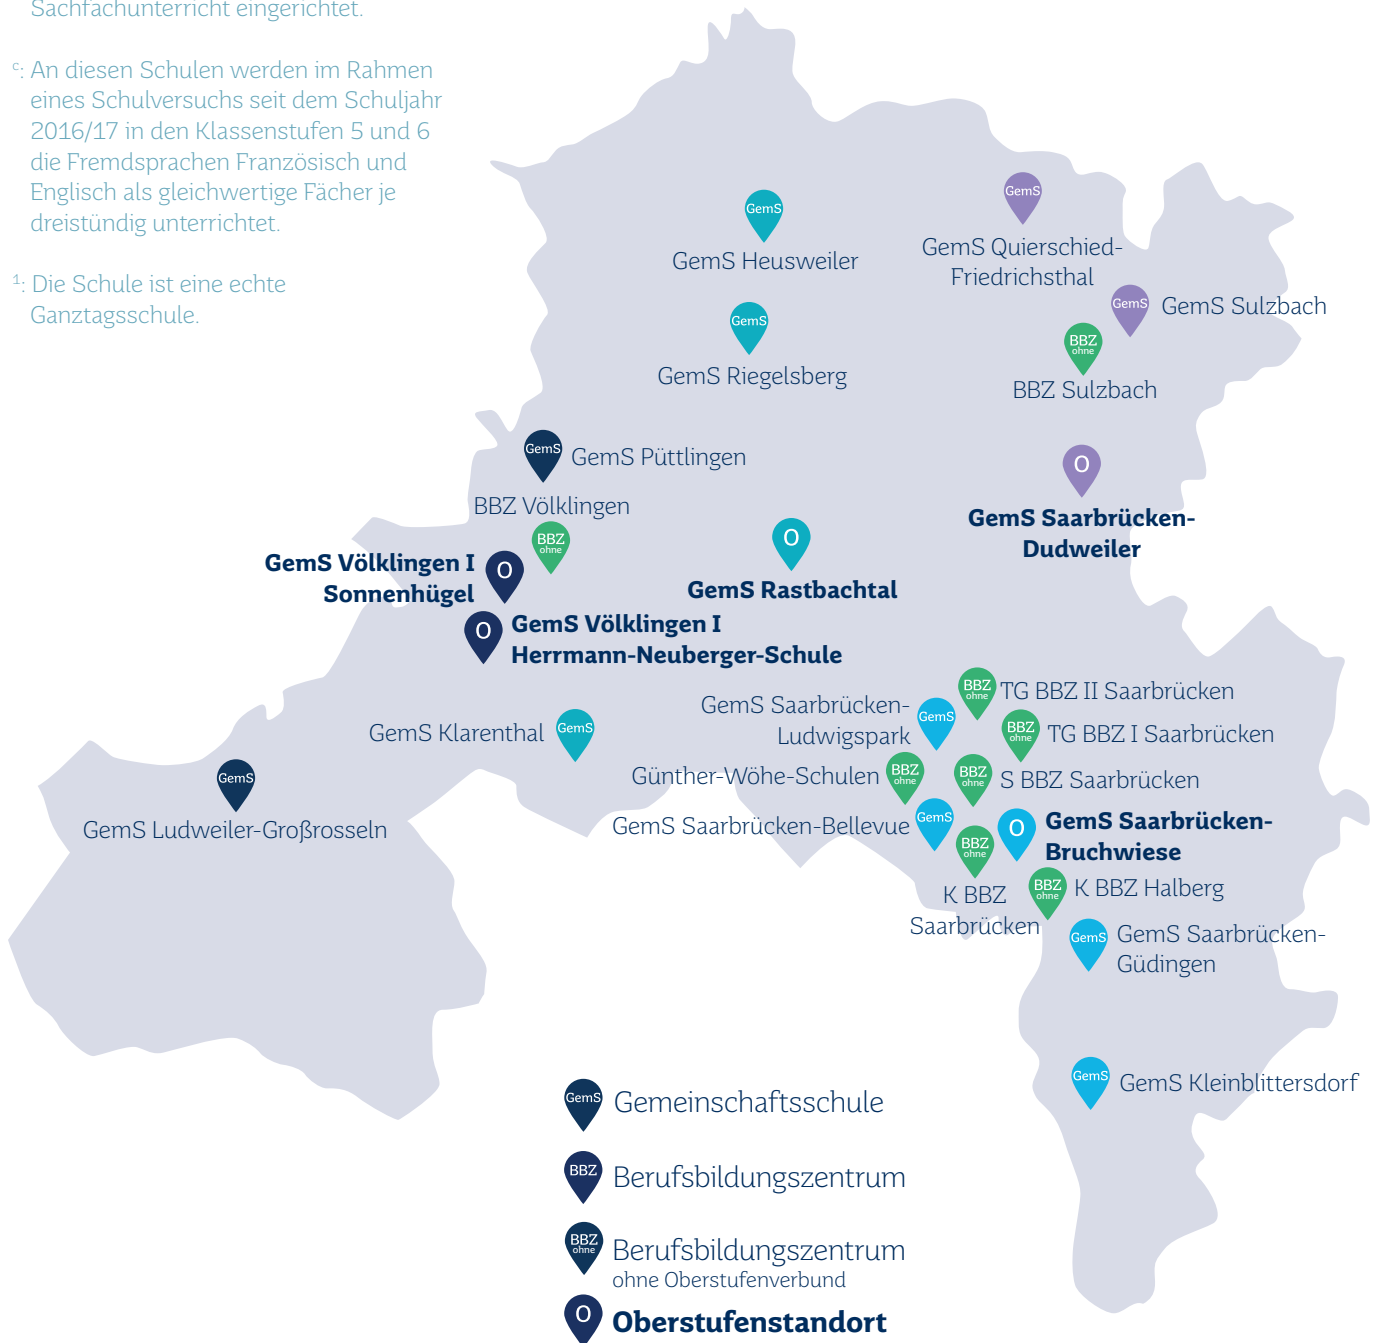 Sachfachunterricht eingerichtet.
c: An diesen Schulen werden im Rahmen
eines Schulversuchs seit dem Schuljahr
2016/17 in den Klassenstufen 5 und 6
die Fremdsprachen Französisch und
Englisch als gleichwertige Fächer je
dreistündig unterrichtet.
1: Die Schule ist eine echte
Ganztagsschule.
GemS
GemS Heusweiler
GemS
GemS Quierschied-
Friedrichsthal
GemS
GemS Sulzbach
GemS
GemS Riegelsberg
BBZ
ohne
BBZ Sulzbach
GemS
GemS Püttlingen
O
GemS Saarbrücken-
Dudweiler
BBZ Völklingen
BBZ
ohne
GemS Völklingen I
Sonnenhügel
O
O
GemS Rastbachtal
O
GemS Völklingen I
Herrmann-Neuberger-Schule
BBZ
ohne
TG BBZ II Saarbrücken
GemS Saarbrücken-
Ludwigspark
GemS
BBZ
ohne
TG BBZ I Saarbrücken
GemS Klarenthal
GemS
Günther-Wöhe-Schulen
BBZ
ohne
BBZ
ohne
S BBZ Saarbrücken
GemS
GemS Ludweiler-Großrosseln
GemS Saarbrücken-Bellevue
GemS
O
GemS Saarbrücken-
Bruchwiese
BBZ
ohne
K BBZ
Saarbrücken
BBZ
ohne
K BBZ Halberg
GemS
GemS Saarbrücken-
Güdingen
GemS
GemS Kleinblittersdorf
GemS
Gemeinschaftsschule
BBZ
Berufsbildungszentrum
BBZ
ohne
Berufsbildungszentrum
ohne Oberstufenverbund
O
Oberstufenstandort